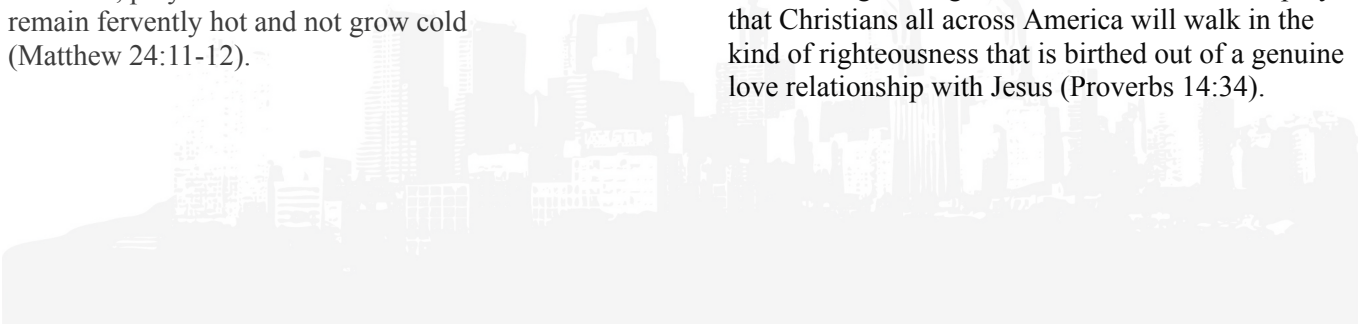 remain fervently hot and not grow cold
(Matthew 24:11-12).
that Christians all across America will walk in the
kind of righteousness that is birthed out of a genuine
love relationship with Jesus (Proverbs 14:34).